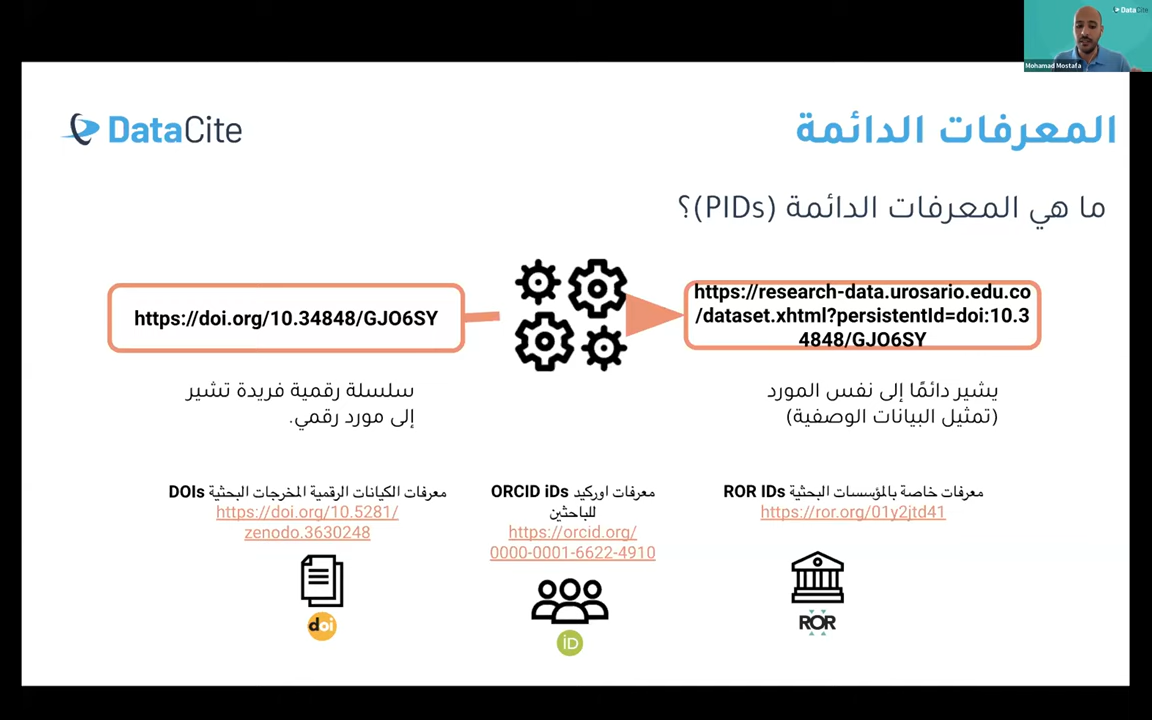 DataCite
Mohamad Mostafa
DataCite
المعرفات الدائمة
ما هي المعرفات الدائمة (PIDs)؟
https://research-data.urosario.edu.co
/dataset.xhtml?persistentId=doi:10.3
4848/GJO6SY
https://doi.org/10.34848/GJO6SY
يشير دائمًا إلى نفس المورد
(تمثيل البيانات الوصفية)
سلسلة رقمية فريدة تشير
إلى مورد رقمي.
معرفات خاصة بالمؤسسات البحثية ROR IDs
https://ror.org/01y2jtd41
ROR
معرفات اوركيد ORCID iDs
للباحثين
https://orcid.org/
0000-0001-6622-4910
iD
معرفات الكيانات الرقمية المخرجات البحثية DOIs
https://doi.org/10.5281/
zenodo.3630248
doi